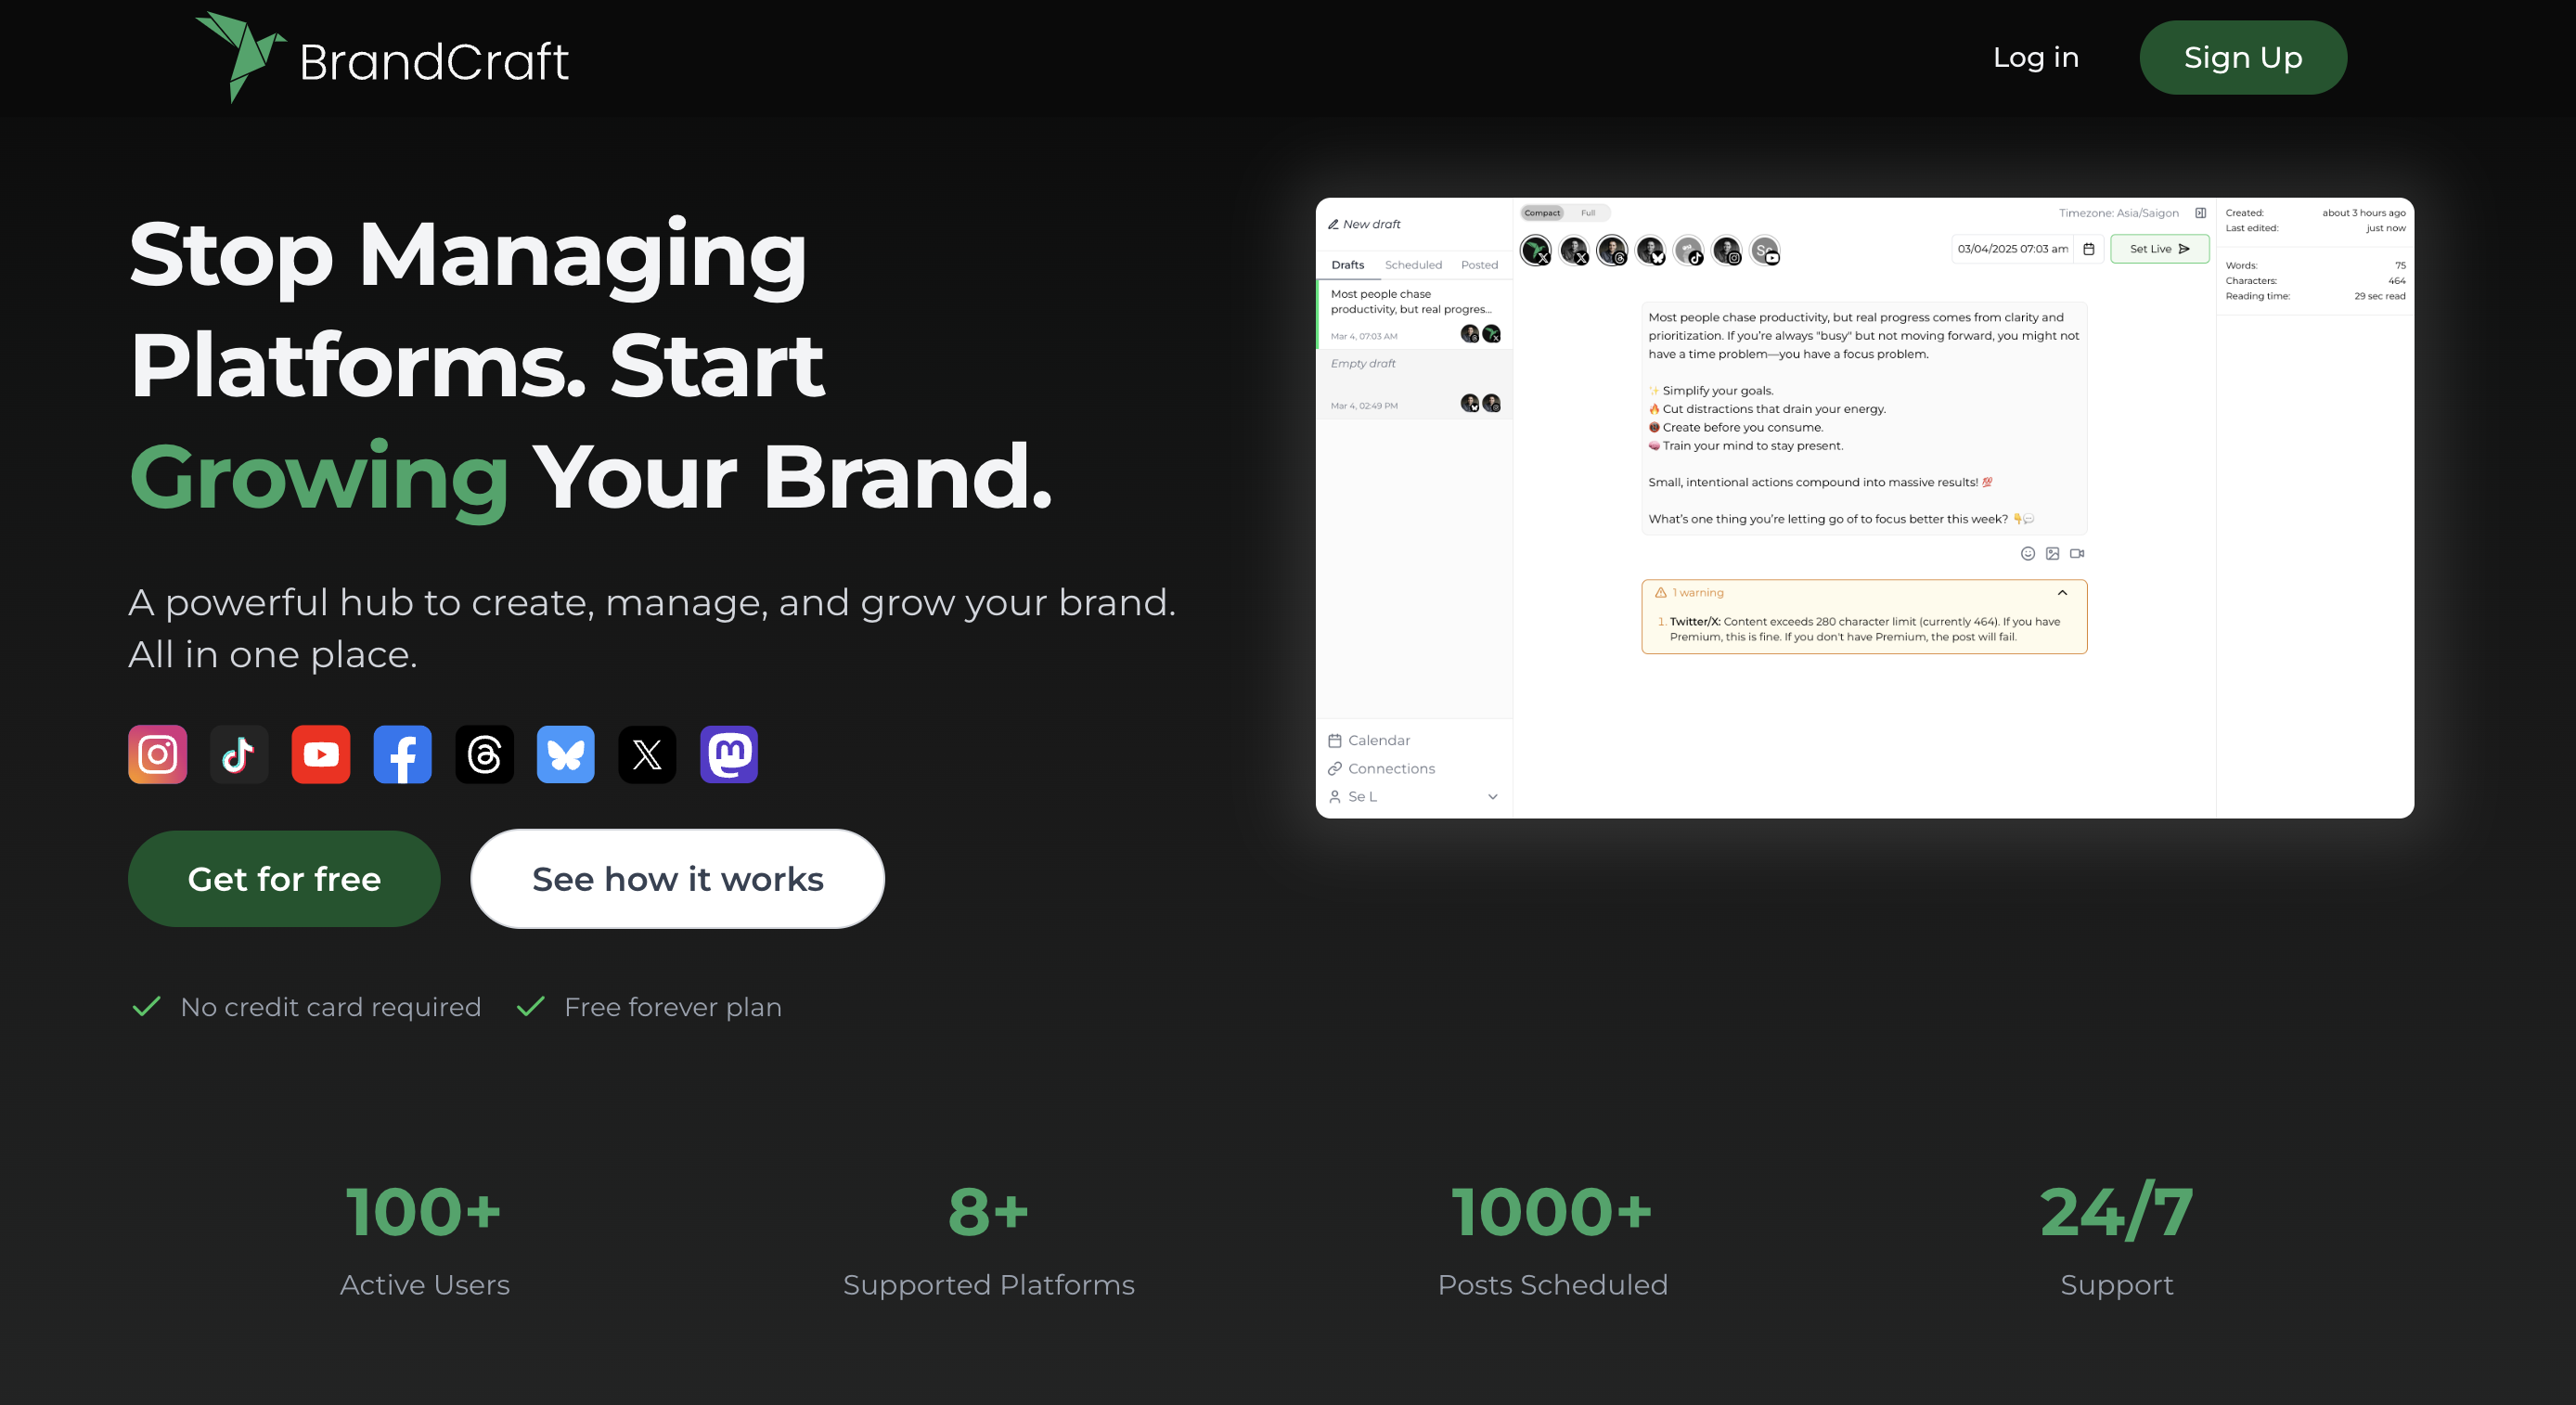 BrandCraft
Log in
Sign Up
Stop Managing
Platforms. Start
Growing Your Brand.
A powerful hub to create, manage, and grow your brand.
All in one place.
Get for free
See how it works
No credit card required
Free forever plan
New draft
Drafts
Scheduled
Posted
Most people chase
productivity, but real progres...
Mar 4, 07:03 AM
Empty draft
Mar 4, 02:49 PM
Calendar
Connections
Se L
Compact
Full
Timezone: Asia/Saigon
03/04/2025 07:03 am
Set Live
Most people chase productivity, but real progress comes from clarity and
prioritization. If you’re always "busy" but not moving forward, you might not
have a time problem—you have a focus problem.
✨ Simplify your goals.
🔥 Cut distractions that drain your energy.
📵 Create before you consume.
🧠 Train your mind to stay present.
Small, intentional actions compound into massive results! 💯
What’s one thing you’re letting go of to focus better this week? 👇💬
1 warning
1. Twitter/X: Content exceeds 280 character limit (currently 464). If you have
Premium, this is fine. If you don't have Premium, the post will fail.
Created: about 3 hours ago
Last edited: just now
Words: 75
Characters: 464
Reading time: 29 sec read
100+
Active Users
8+
Supported Platforms
1000+
Posts Scheduled
24/7
Support